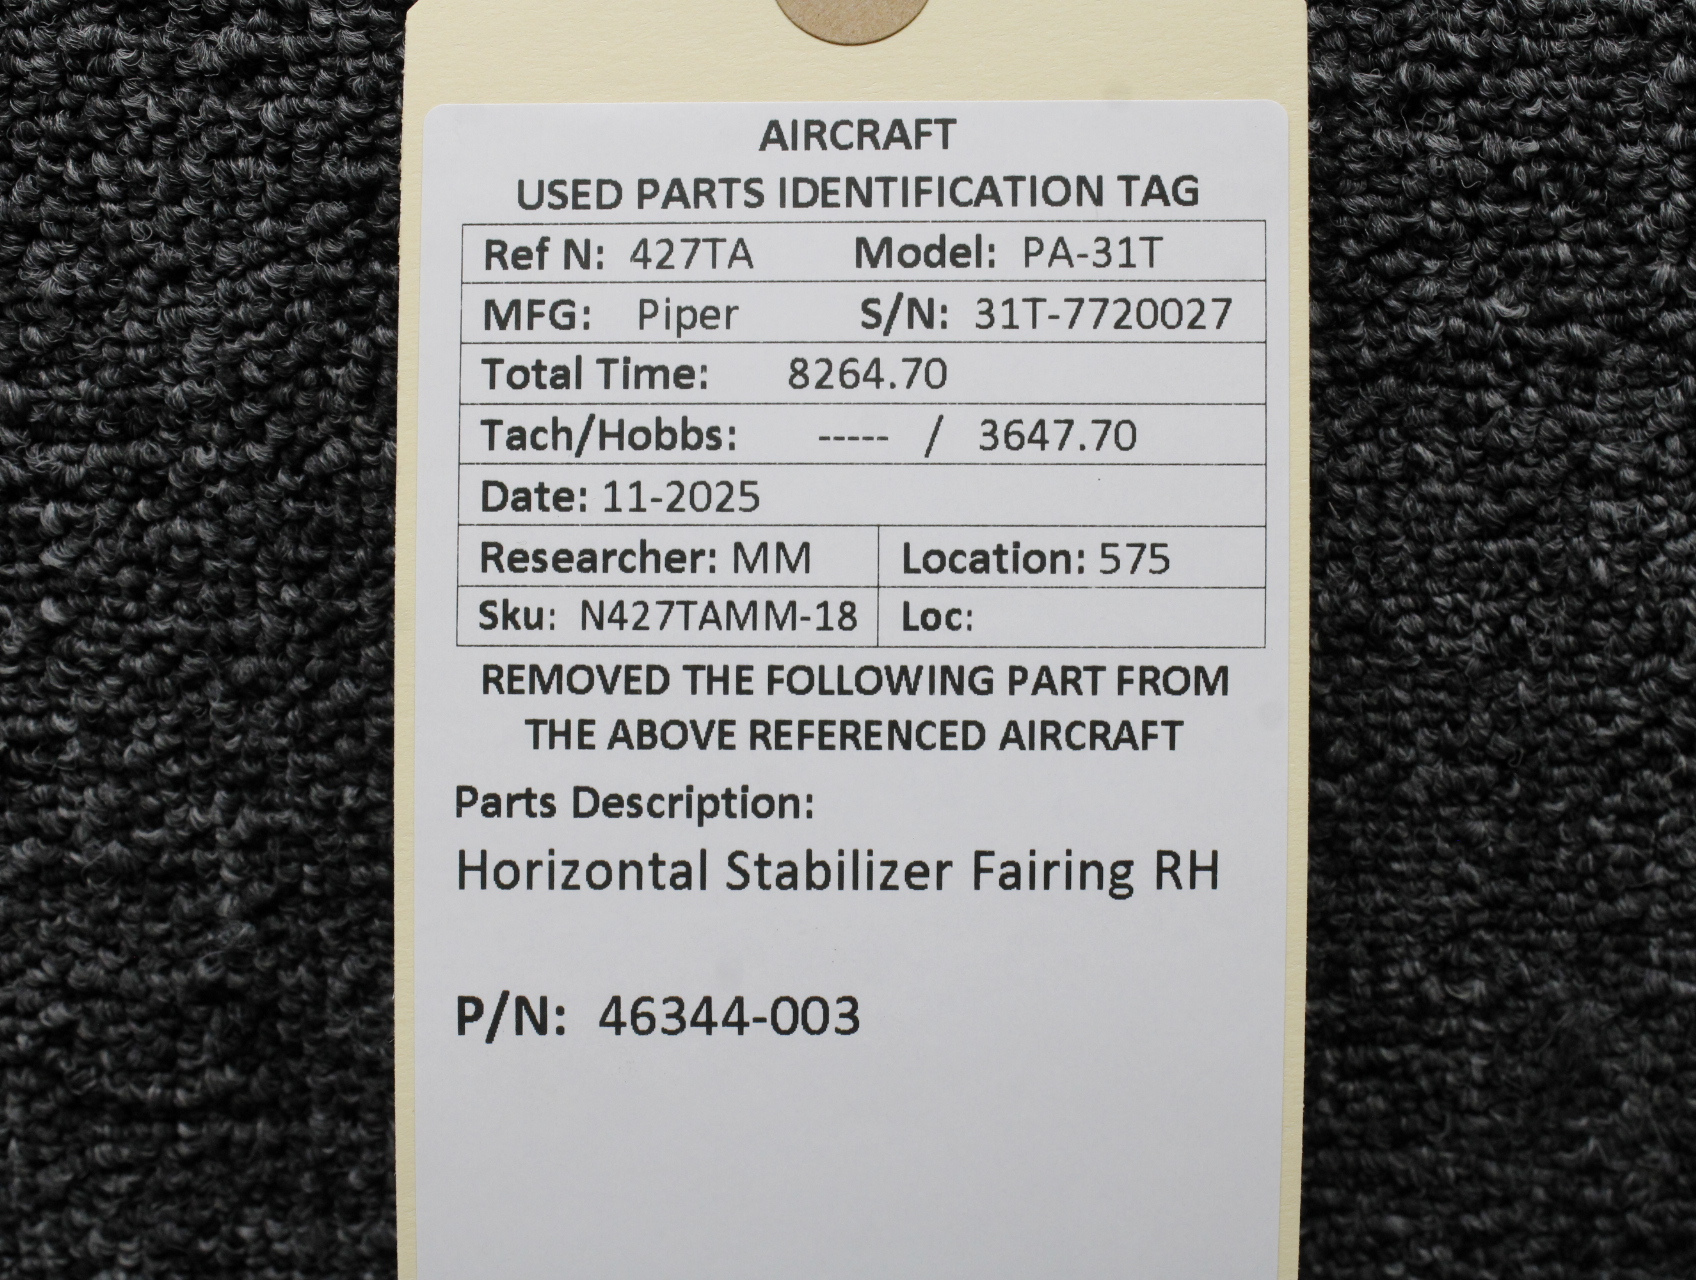 AIRCRAFT
USED PARTS IDENTIFICATION TAG
Ref N: 427TA Model: PA-31T
MFG: Piper S/N: 31T-7720027
Total Time: 8264.70
Tach/Hobbs: ----- / 3647.70
Date: 11-2025
Researcher: MM Location: 575
Sku: N427TAMM-18 Loc:
REMOVED THE FOLLOWING PART FROM
THE ABOVE REFERENCED AIRCRAFT
Parts Description:
Horizontal Stabilizer Fairing RH
P/N: 46344-003